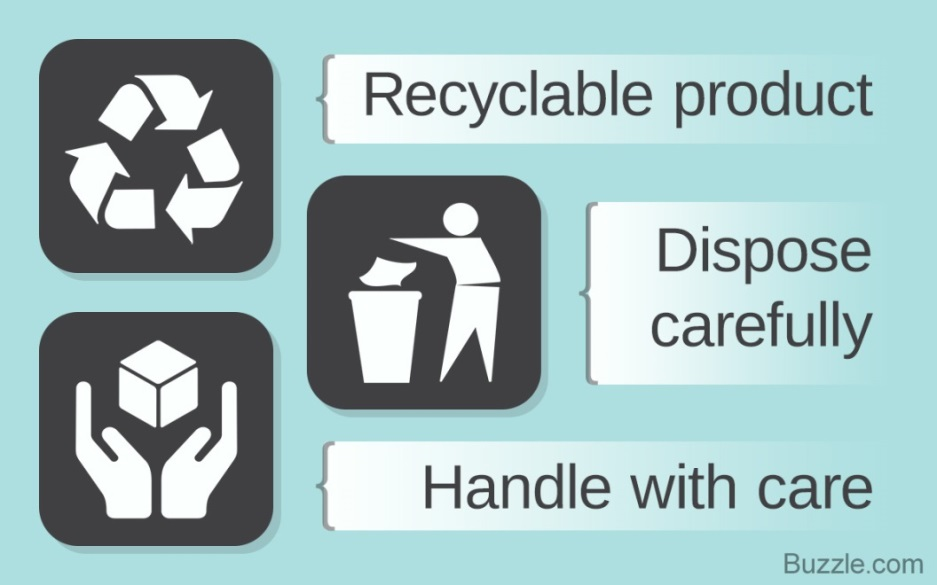 Recyclable product
Dispose
carefully
Handle with care
Buzzle.com